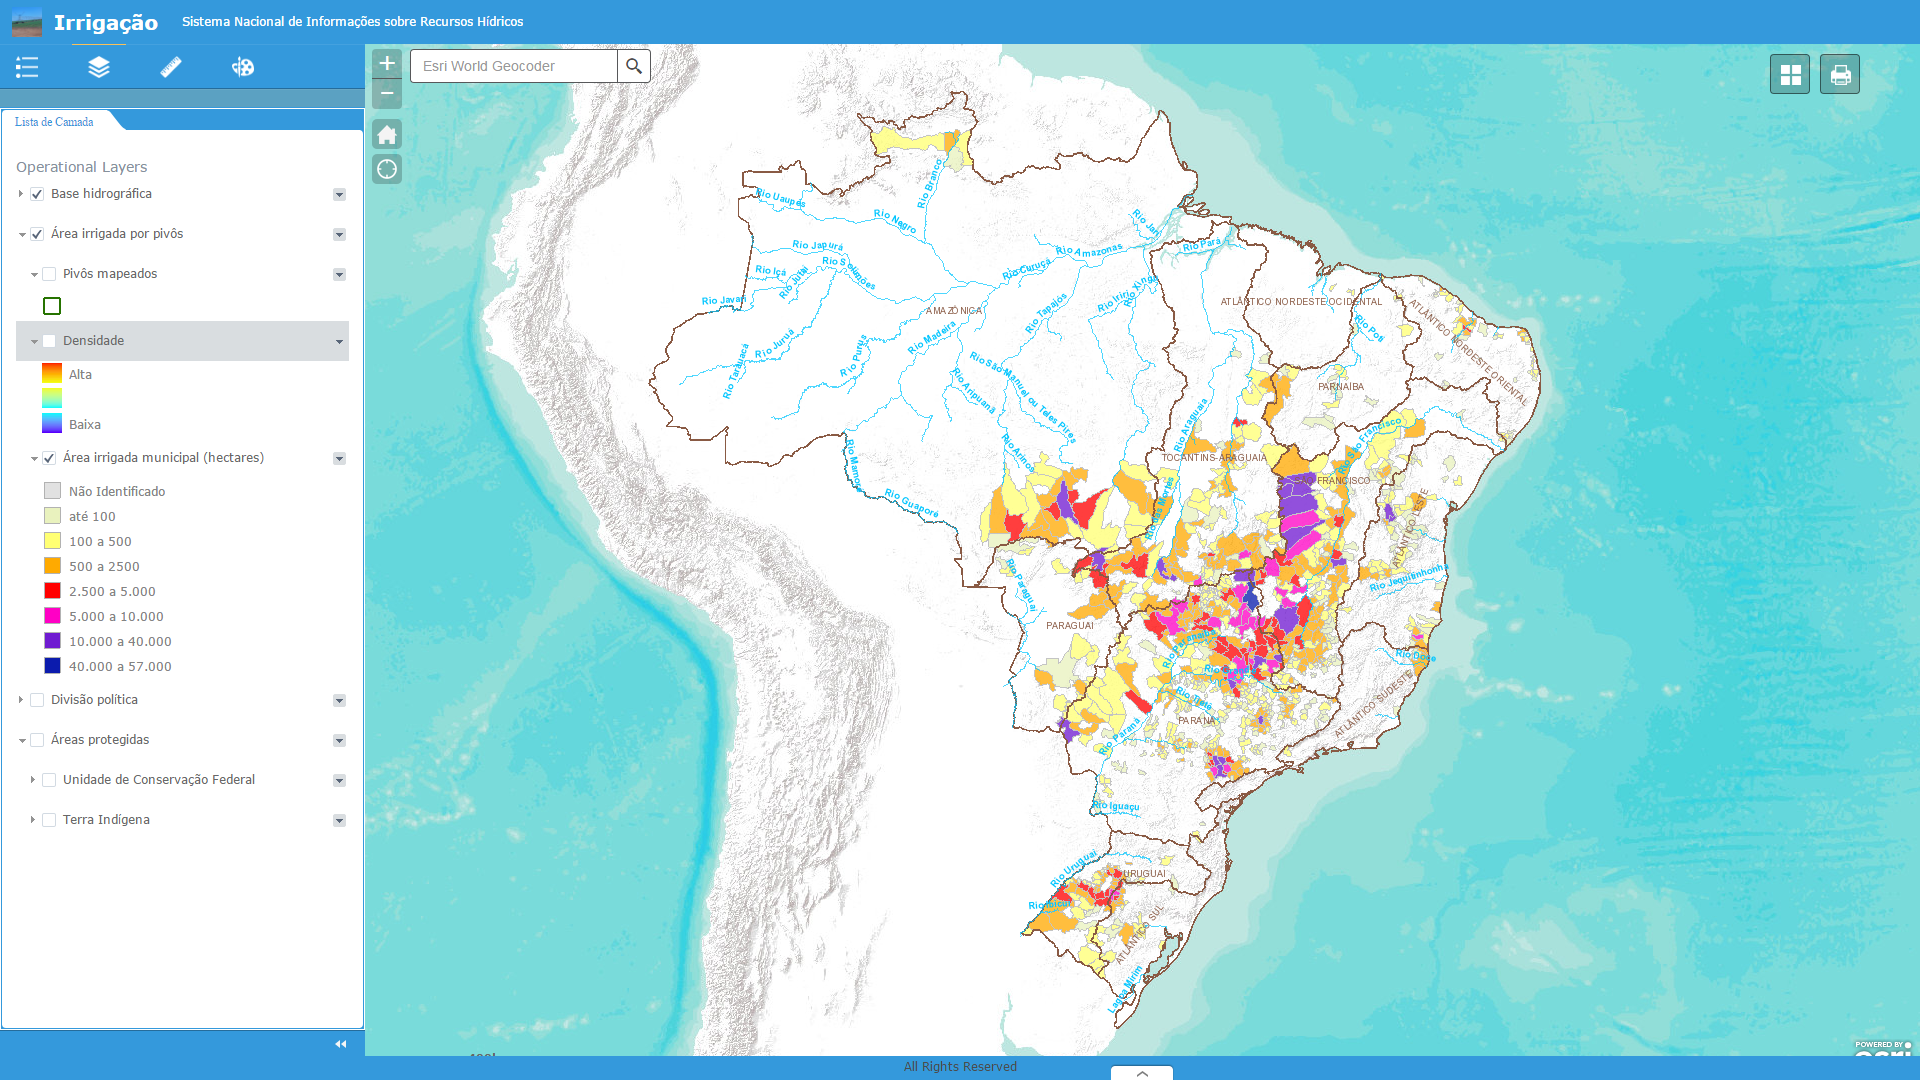 Irrigação
Sistema Nacional de Informações sobre Recursos Hídricos
Esri World Geocoder
Lista de Camada
Operational Layers
Base hidrográfica
Área irrigada por pivôs
Pivôs mapeados
Densidade
Alta
Baixa
Área irrigada municipal (hectares)
Não Identificado
até 100
100 a 500
500 a 2500
2.500 a 5.000
5.000 a 10.000
10.000 a 40.000
40.000 a 57.000
Divisão política
Áreas protegidas
Unidade de Conservação Federal
Terra Indígena
Rio Branco
Rio Uaupés
Rio Negro
Rio Jari
Rio Japurá
Rio Solimões
Rio Amazonas
Rio Pará
Rio Içá
Rio Jutaí
Rio Curuçá
Rio Javari
Rio Iriri
Rio Xingu
AMAZÔNICA
Rio Tapajós
ATLÂNTICO NORDESTE OCIDENTAL
ATLÂNTICO NORDESTE ORIENTAL
Rio Poti
Rio Juruá
Rio Tarauacá
Rio Purus
Rio Madeira
Rio São Manuel ou Teles Pires
Rio Aripuanã
PARNAÍBA
Rio Araguaia
Rio São Francisco
Rio Arinos
Rio Mamoré
TOCANTINS-ARAGUAIA
FRANCISCO
Rio Guaporé
Rio das Mortes
ATLÂNTICO LESTE
Rio Jequitinhonha
Rio Paraguai
PARAGUAI
Rio Paranaíba
Rio Doce
Rio Tietê
PARANÁ
ATLÂNTICO SUDESTE
Rio Paraná
Rio Iguaçu
Rio Uruguai
URUGUAI
Rio Ibicuí
ATLÂNTICO SUL
Lagoa Mirim
POWERED BY
esri
All Rights Reserved